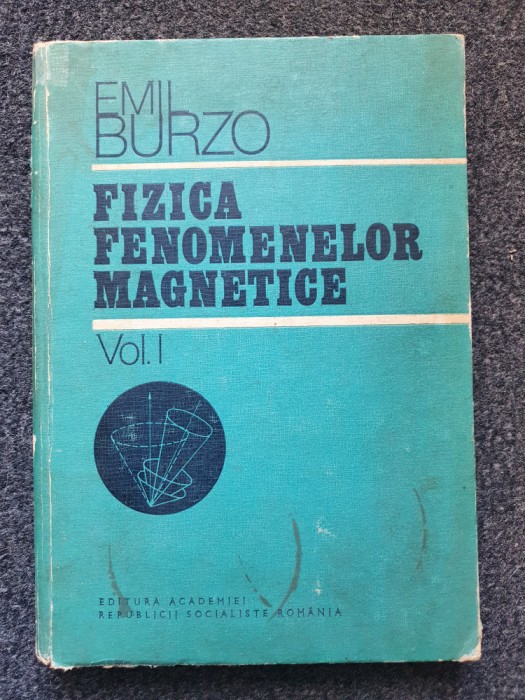 EMIL
BURZO
FIZICA
FENOMENELOR
MAGNETICE
Vol. I
EDITURA ACADEMIEI
REPUBLICII SOCIALISTE ROMÂNIA